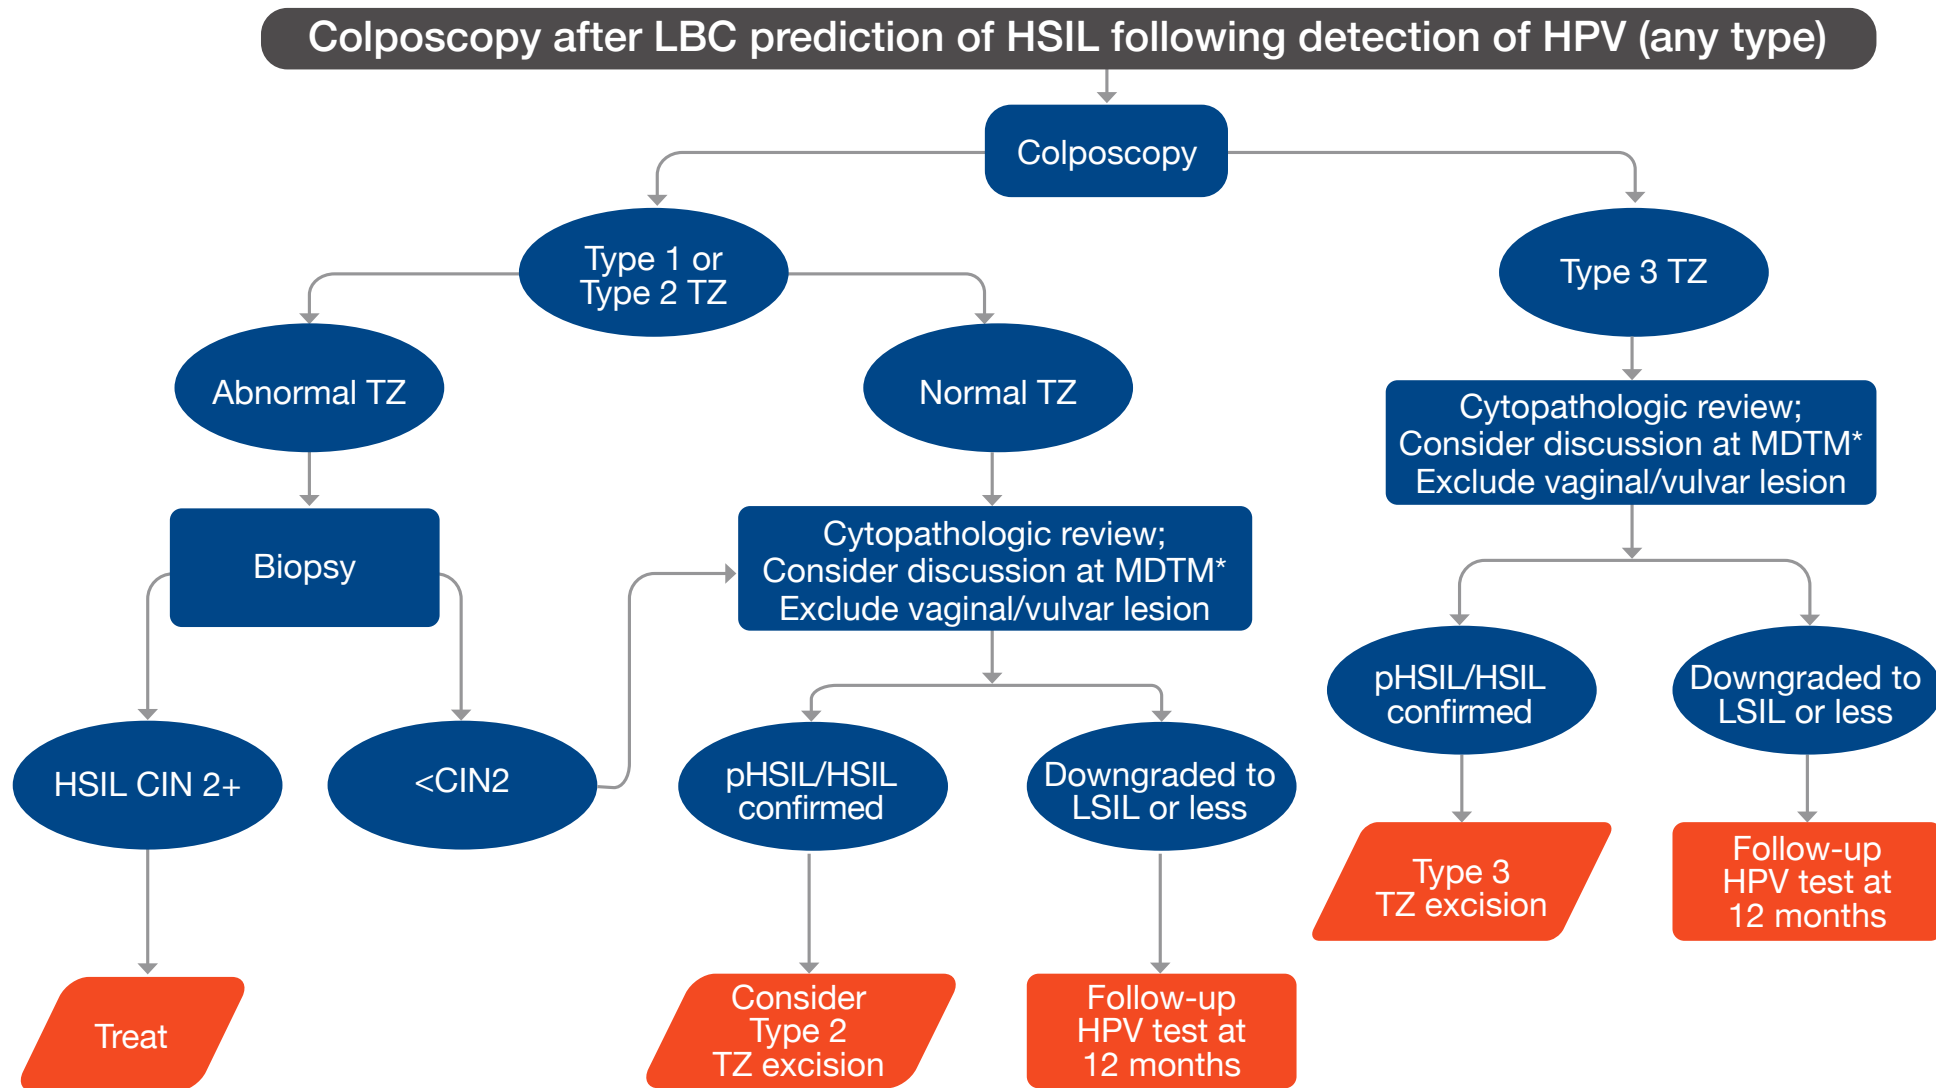 Colposcopy after LBC prediction of HSIL following detection of HPV (any type)
Colposcopy
Type 1 or
Type 2 TZ
Type 3 TZ
Abnormal TZ
Normal TZ
Cytopathologic review;
Consider discussion at MDTM*
Exclude vaginal/vulvar lesion
Biopsy
Cytopathologic review;
Consider discussion at MDTM*
Exclude vaginal/vulvar lesion
pHSIL/HSIL
confirmed
Downgraded to
LSIL or less
HSIL CIN 2+
<CIN2
pHSIL/HSIL
confirmed
Downgraded to
LSIL or less
Type 3
TZ excision
Follow-up
HPV test at
12 months
Treat
Consider
Type 2
TZ excision
Follow-up
HPV test at
12 months